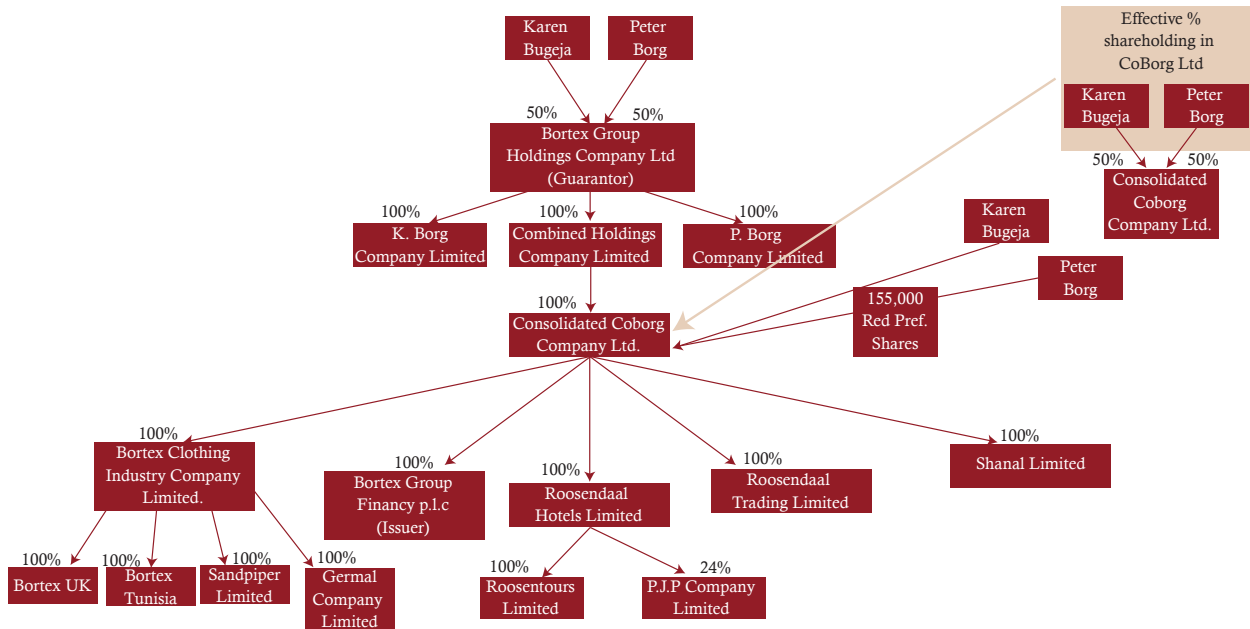 Karen
Bugeja
Peter
Borg
Effective %
shareholding in
CoBorg Ltd
Karen
Bugeja
Peter
Borg
50%
50%
Consolidated
Coborg
Company Ltd.
50%
50%
Bortex Group
Holdings Company Ltd
(Guarantor)
100%
K. Borg
Company Limited
100%
Combined Holdings
Company Limited
100%
P. Borg
Company Limited
Karen
Bugeja
Peter
Borg
155,000
Red Pref.
Shares
100%
Consolidated Coborg
Company Ltd.
100%
Bortex Clothing
Industry Company
Limited.
100%
Bortex Group
Financy p.l.c
(Issuer)
100%
Roosendaal
Hotels Limited
100%
Roosendaal
Trading Limited
100%
Shanal Limited
100%
Bortex UK
100%
Bortex
Tunisia
100%
Sandpiper
Limited
100%
Germal
Company
Limited
100%
Roosentours
Limited
24%
P.J.P Company
Limited